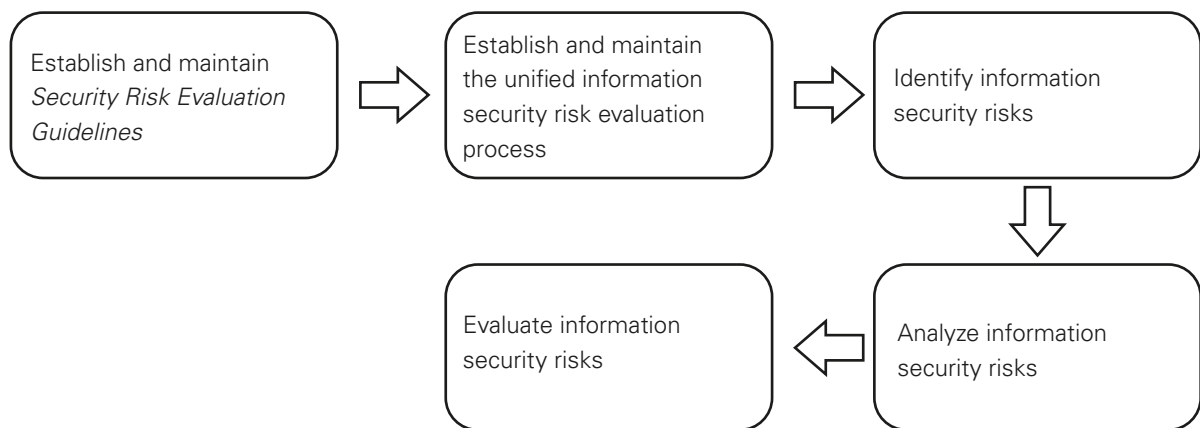 Establish and maintain
Security Risk Evaluation
Guidelines
Establish and maintain
the unified information
security risk evaluation
process
Identify information
security risks
Analyze information
security risks
Evaluate information
security risks